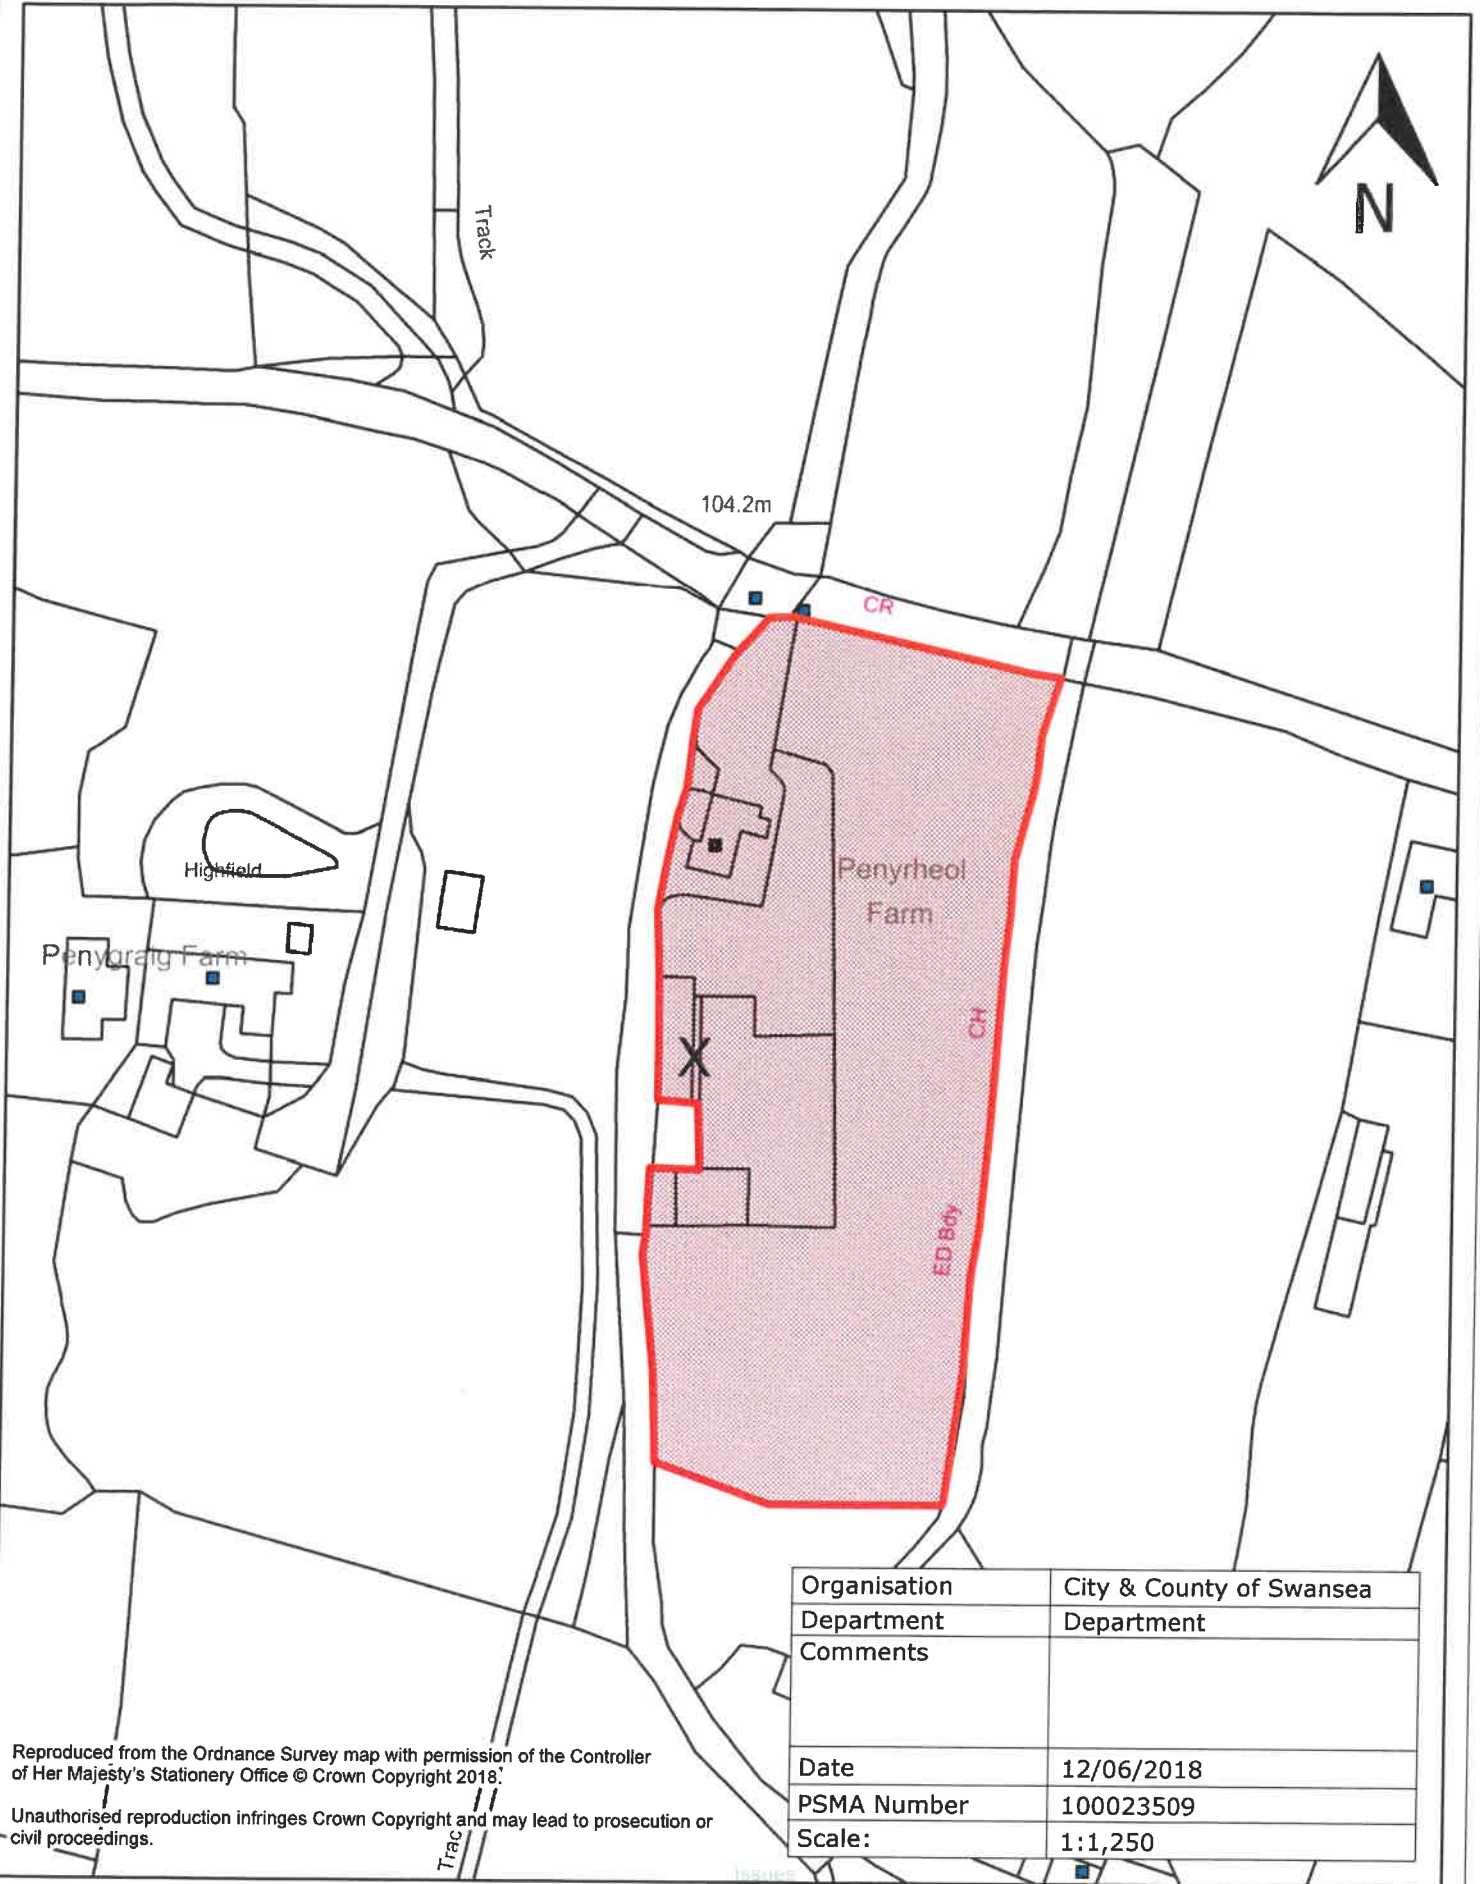 N
Track
104.2m
CR
Highfield
Penygraig Farm
Penyrheol
Farm
X
CH
ED Bdy
Organisation City & County of Swansea
Department Department
Comments
Date 12/06/2018
PSMA Number 100023509
Scale: 1:1,250
Reproduced from the Ordnance Survey map with permission of the Controller
of Her Majesty's Stationery Office © Crown Copyright 2018.
Unauthorised reproduction infringes Crown Copyright and may lead to prosecution or
civil proceedings.
Trac
Issues